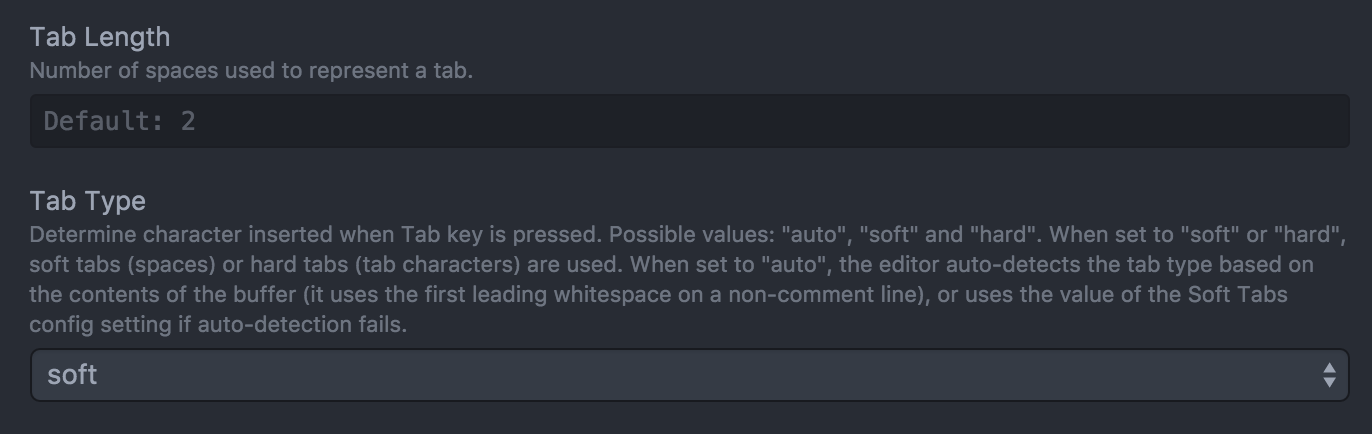 Tab Length
Number of spaces used to represent a tab.
Default: 2
Tab Type
Determine character inserted when Tab key is pressed. Possible values: "auto", "soft" and "hard". When set to "soft" or "hard",
soft tabs (spaces) or hard tabs (tab characters) are used. When set to "auto", the editor auto-detects the tab type based on
the contents of the buffer (it uses the first leading whitespace on a non-comment line), or uses the value of the Soft Tabs
config setting if auto-detection fails.
soft